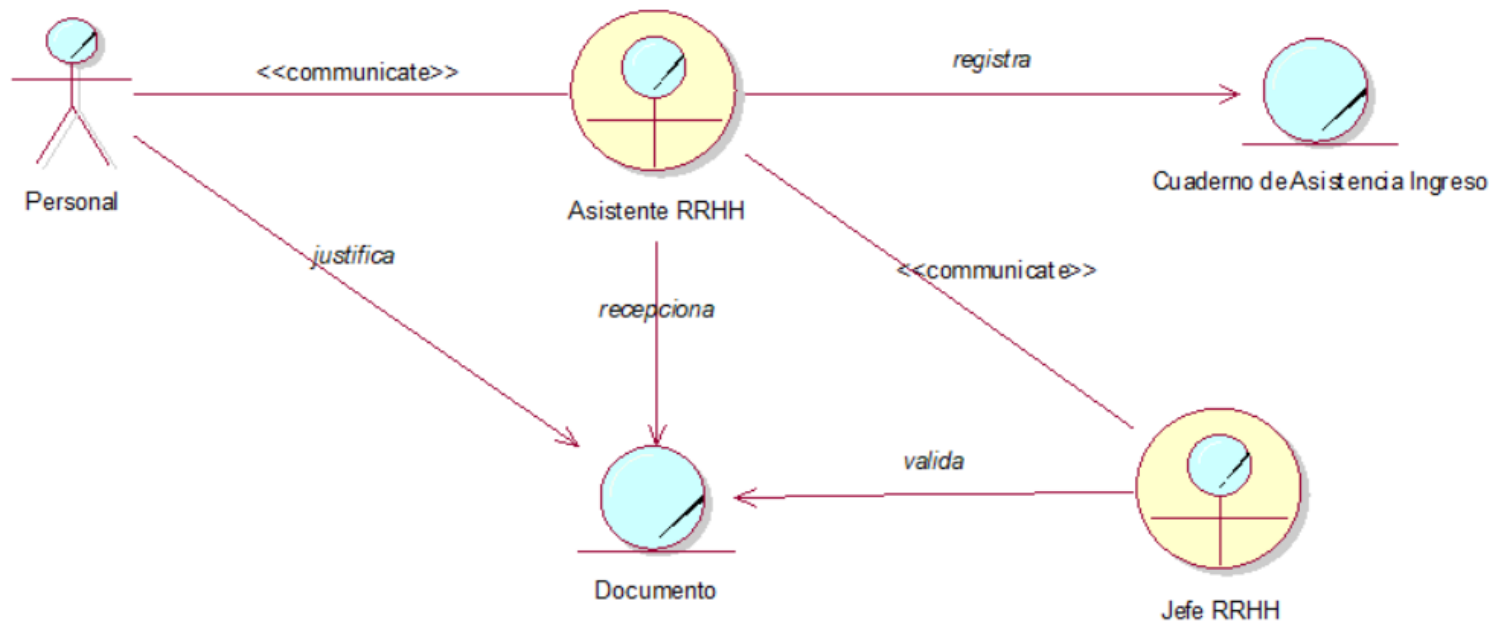 <<communicate>>
registra
Personal
Asistente RRHH
Cuaderno de Asistencia Ingreso
justifica
<<communicate>>
recepciona
valida
Documento
Jefe RRHH